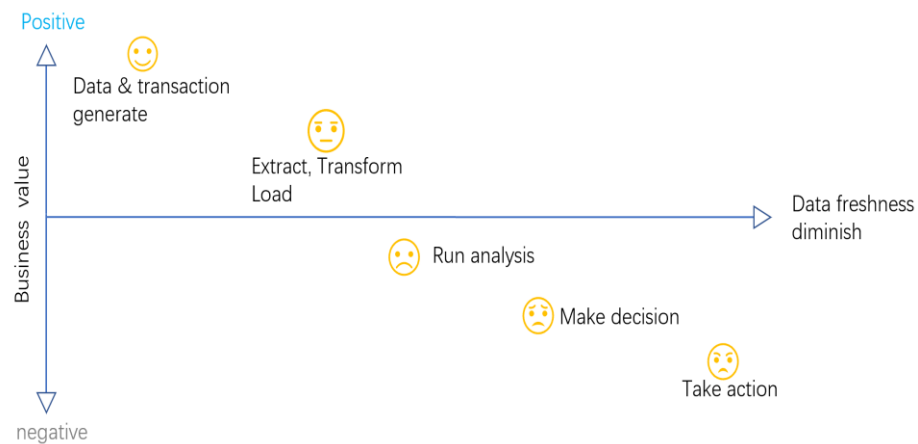 Positive
Data & transaction
generate
Extract, Transform
Load
Business value
Data freshness
diminish
Run analysis
Make decision
Take action
negative